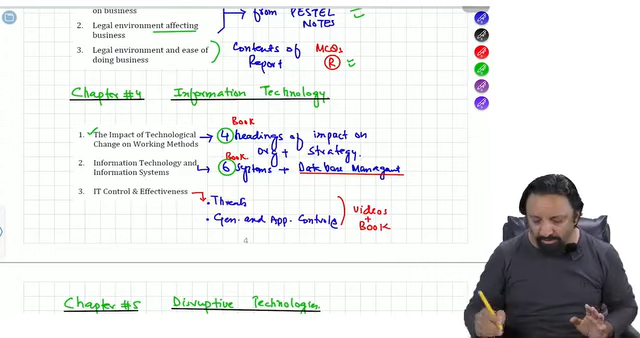 on business
from PESTEL
NOTES
2. Legal environment affecting
business
3. Legal environment and ease of
doing business
Contents of MCQs
Report R
Chapter #4 Information Technology
1. The Impact of Technological
Change on Working Methods
Book
4 headings of impact on
org + strategy.
2. Information Technology and
Information Systems
Book
6 systems + Database Managant
3. IT Control & Effectiveness
• Threats
• Gen. and App. Controls
Videos
+
Book
4
Chapter #5 Disruptive Technologies